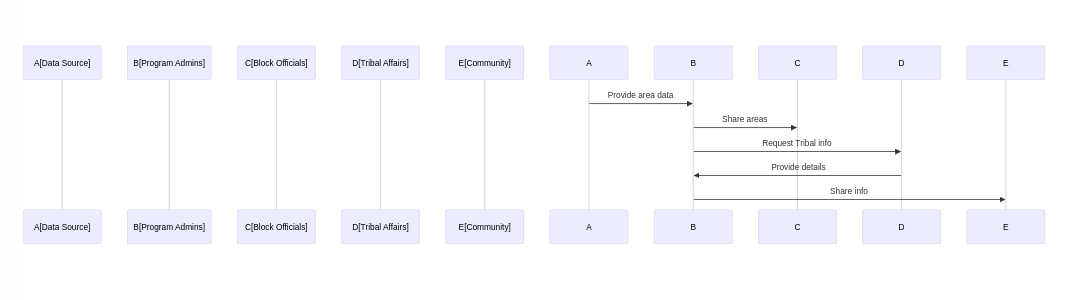 A[Data Source]
B[Program Admins]
C[Block Officials]
D[Tribal Affairs]
E[Community]
A
B
C
D
E
Provide area data
Share areas
Request Tribal info
Provide details
Share info
A[Data Source]
B[Program Admins]
C[Block Officials]
D[Tribal Affairs]
E[Community]
A
B
C
D
E